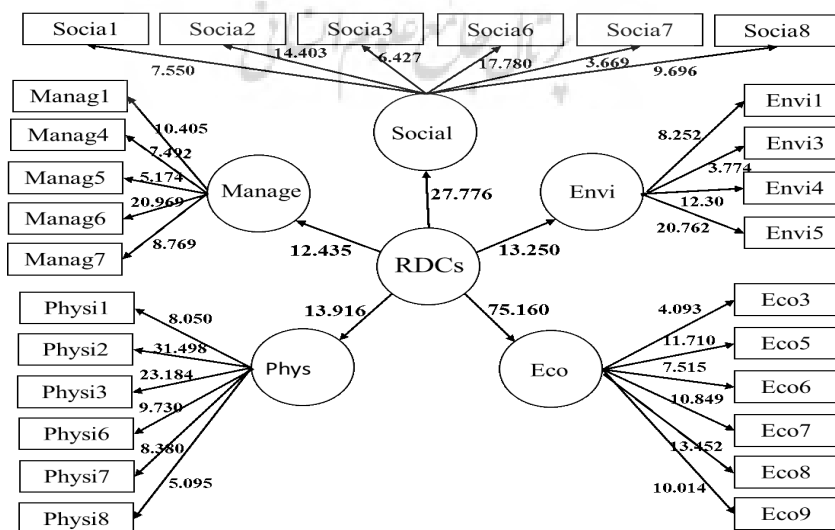 Socia1 Socia2 Socia3 Socia6 Socia7 Socia8
7.550 14.403 6.427 17.780 3.669 9.696
پرتال جامع علوم انسانی
Social
27.776
Manag1
Manag4
Manag5
Manag6
Manag7
10.405
7.492
5.174
20.969
8.769
Manage
12.435
Envi1
Envi3
Envi4
Envi5
8.252
3.774
12.30
20.762
Envi
13.250
RDCs
13.916
75.160
Physi1
Physi2
Physi3
Physi6
Physi7
Physi8
8.050
31.498
23.184
9.730
8.380
5.095
Phys
Eco
4.093
11.710
7.515
10.849
13.452
10.014
Eco3
Eco5
Eco6
Eco7
Eco8
Eco9